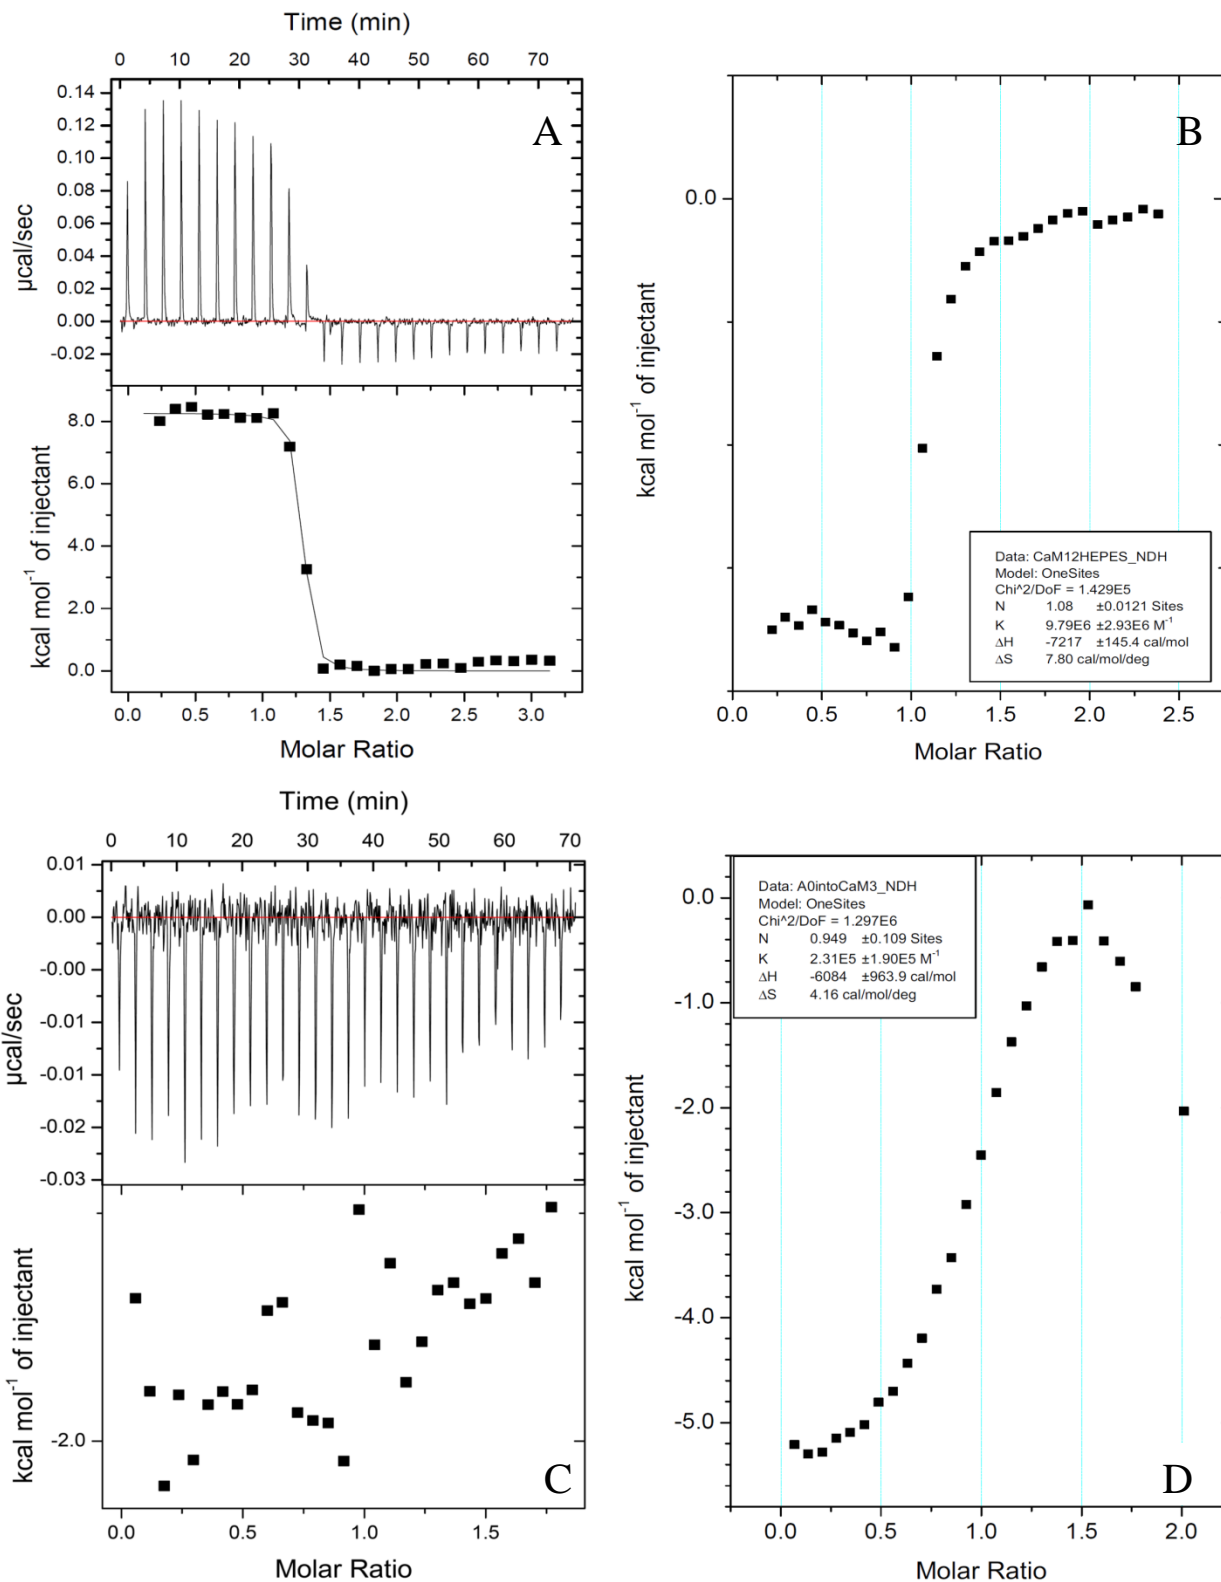 Time (min)
0 10 20 30 40 50 60 70
A
0.14
0.12
0.10
0.08
0.06
0.04
0.02
0.00
-0.02
µcal/sec
8.0
6.0
4.0
2.0
0.0
kcal mol⁻¹ of injectant
0.0 0.5 1.0 1.5 2.0 2.5 3.0
Molar Ratio
B
0.0
kcal mol⁻¹ of injectant
Data: CaM12HEPES_NDH
Model: OneSites
Chi^2/DoF = 1.429E5
N 1.08 ±0.0121 Sites
K 9.79E6 ±2.93E6 M⁻¹
ΔH -7217 ±145.4 cal/mol
ΔS 7.80 cal/mol/deg
0.0 0.5 1.0 1.5 2.0 2.5
Molar Ratio
Time (min)
0 10 20 30 40 50 60 70
0.01
0.00
-0.00
-0.01
-0.01
-0.02
-0.03
µcal/sec
-2.0
kcal mol⁻¹ of injectant
C
0.0 0.5 1.0 1.5
Molar Ratio
Data: A0intoCaM3_NDH
Model: OneSites
Chi^2/DoF = 1.297E6
N 0.949 ±0.109 Sites
K 2.31E5 ±1.90E5 M⁻¹
ΔH -6084 ±963.9 cal/mol
ΔS 4.16 cal/mol/deg
0.0
-1.0
-2.0
-3.0
-4.0
-5.0
kcal mol⁻¹ of injectant
D
0.0 0.5 1.0 1.5 2.0
Molar Ratio